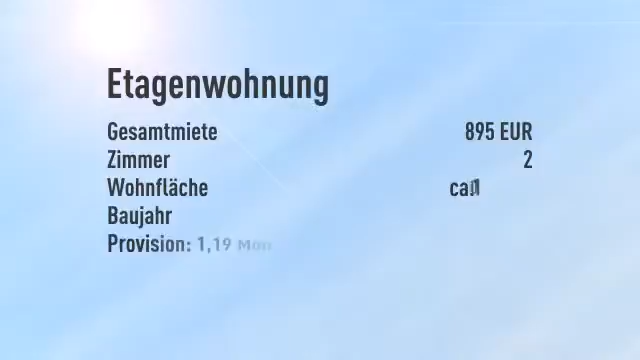 Etagenwohnung
Gesamtmiete 895 EUR
Zimmer 2
Wohnfläche
Baujahr
Provision: 1,19